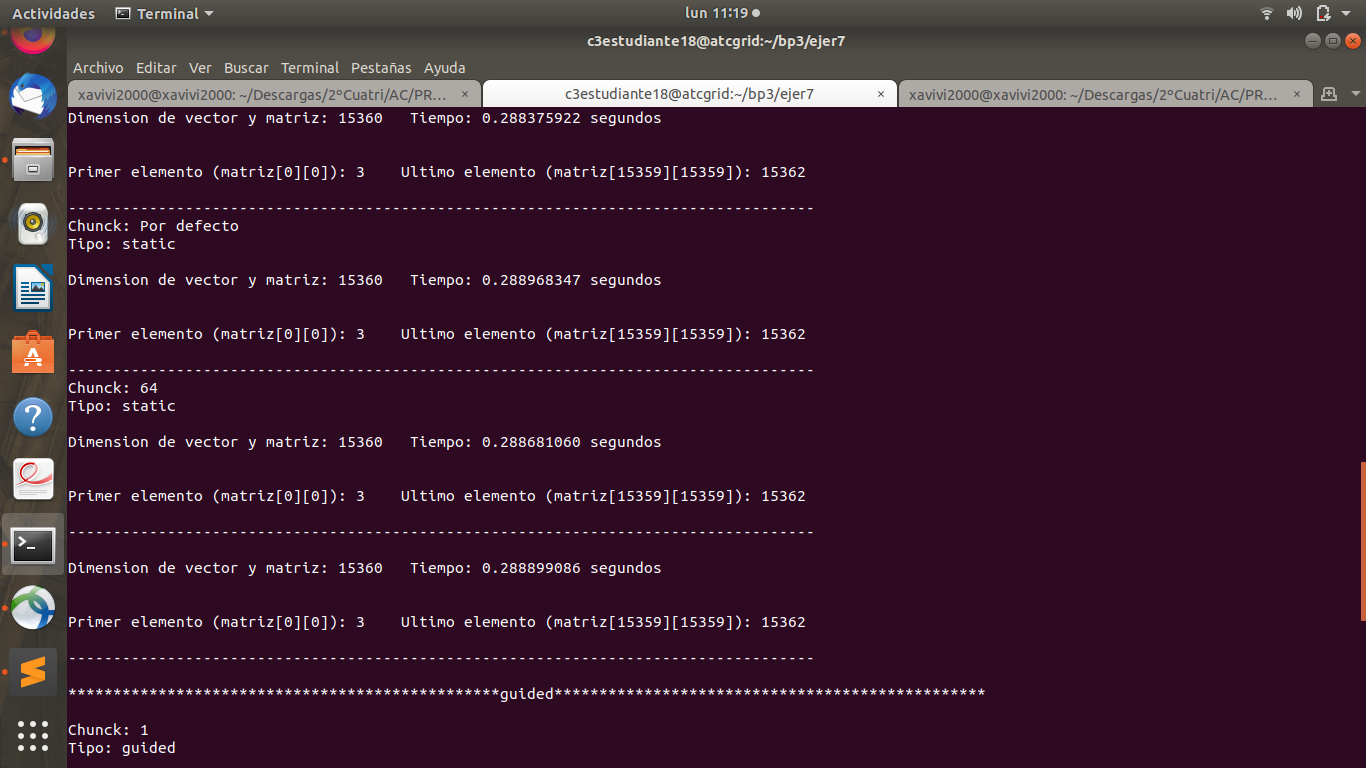 Actividades Terminal lun 11:19
c3estudiante18@atcgrid:~/bp3/ejer7
Archivo Editar Ver Buscar Terminal Pestañas Ayuda
xavivi2000@xavivi2000: ~/Descargas/2ºCuatri/AC/PR… × c3estudiante18@atcgrid:~/bp3/ejer7 × xavivi2000@xavivi2000: ~/Descargas/2ºCuatri/AC/PR… ×
Dimension de vector y matriz: 15360   Tiempo: 0.288375922 segundos
Primer elemento (matriz[0][0]): 3    Ultimo elemento (matriz[15359][15359]): 15362
-----------------------------------------------------------------------------------
Chunck: Por defecto
Tipo: static
Dimension de vector y matriz: 15360   Tiempo: 0.288968347 segundos
Primer elemento (matriz[0][0]): 3    Ultimo elemento (matriz[15359][15359]): 15362
-----------------------------------------------------------------------------------
Chunck: 64
Tipo: static
Dimension de vector y matriz: 15360   Tiempo: 0.288681060 segundos
Primer elemento (matriz[0][0]): 3    Ultimo elemento (matriz[15359][15359]): 15362
-----------------------------------------------------------------------------------
Dimension de vector y matriz: 15360   Tiempo: 0.288899086 segundos
Primer elemento (matriz[0][0]): 3    Ultimo elemento (matriz[15359][15359]): 15362
-----------------------------------------------------------------------------------
************************************************guided************************************************
Chunck: 1
Tipo: guided